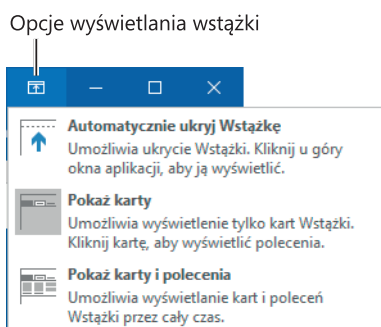 Opcje wyświetlania wstążki
Automatycznie ukryj Wstążkę
Umożliwia ukrycie Wstążki. Kliknij u góry
okna aplikacji, aby ją wyświetlić.
Pokaż karty
Umożliwia wyświetlenie tylko kart Wstążki.
Kliknij kartę, aby wyświetlić polecenia.
Pokaż karty i polecenia
Umożliwia wyświetlanie kart i poleceń
Wstążki przez cały czas.